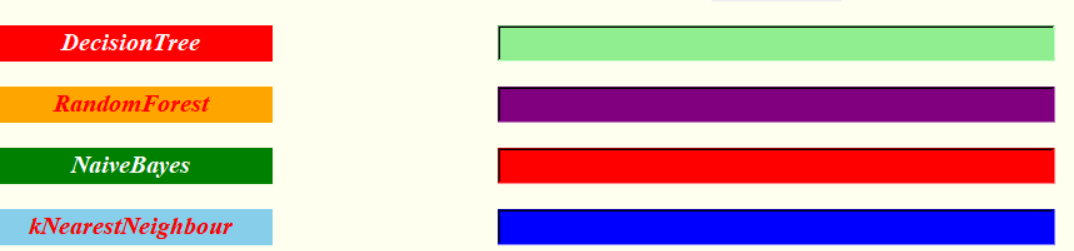 DecisionTree
RandomForest
NaiveBayes
kNearestNeighbour